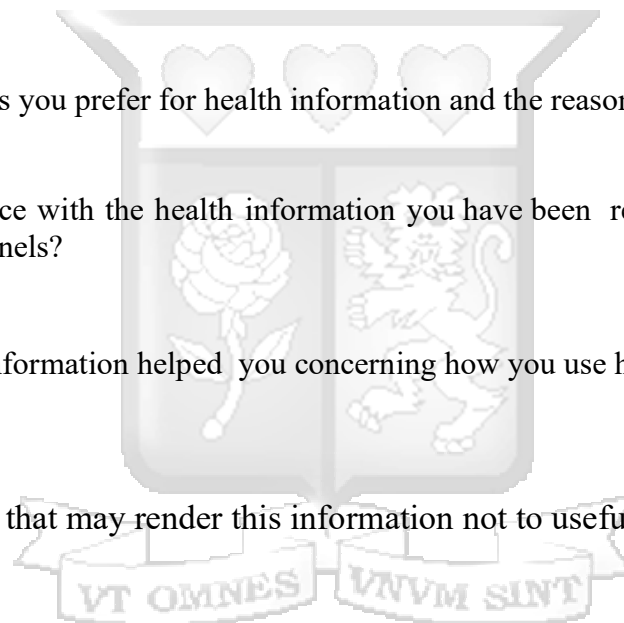 s you prefer for health information and the reason
ce with the health information you have been re
nels?
nformation helped you concerning how you use h
that may render this information not to usefu
VT OMNES VNVM SINT